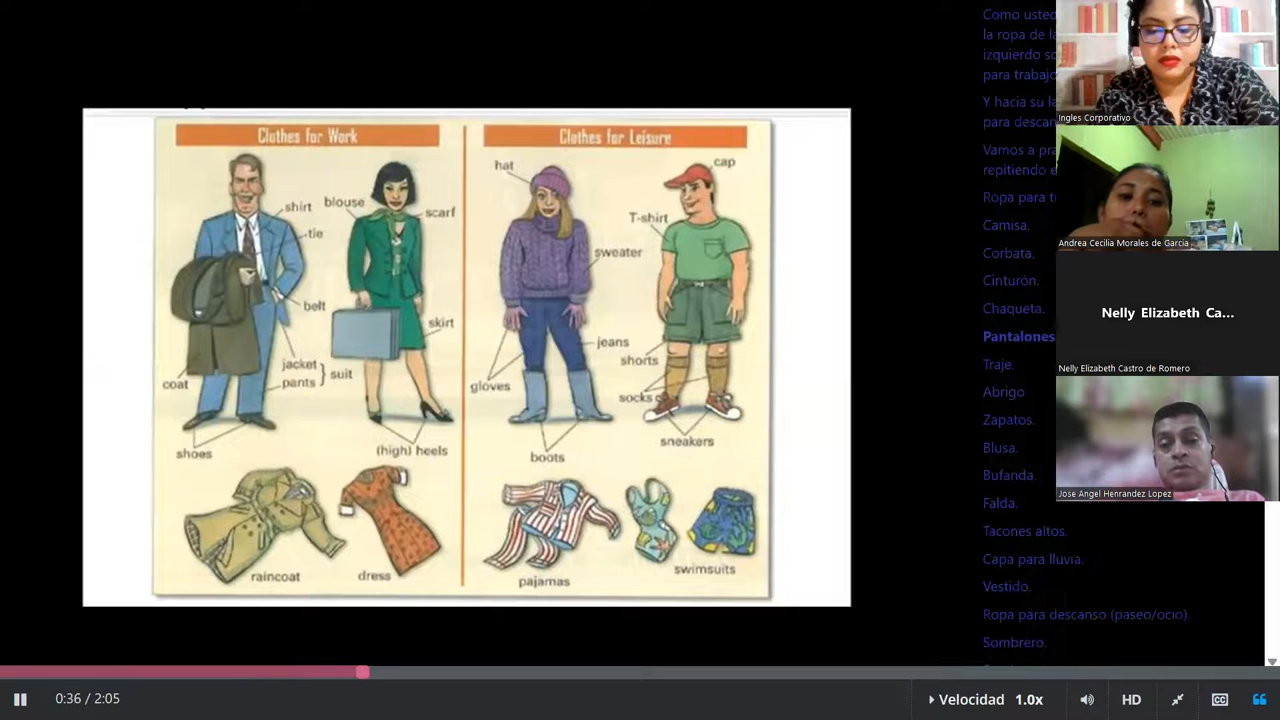 Clothes for Work
Clothes for Leisure
hat
cap
shirt
blouse
scarf
T-shirt
tie
sweater
belt
skirt
jeans
shorts
jacket
pants
suit
coat
gloves
socks
shoes
(high) heels
boots
sneakers
raincoat
dress
pajamas
swimsuits
Como usted
la ropa de
izquierdo
para trabajo
Y hacia su
para descan
Vamos a
repitiendo
Ropa para
Camisa.
Corbata.
Cinturón.
Chaqueta.
Pantalones
Traje.
Abrigo
Zapatos.
Blusa.
Bufanda.
Falda.
Tacones altos.
Capa para lluvia.
Vestido.
Ropa para descanso (paseo/ocio).
Sombrero.
Ingles Corporativo
Andrea Cecilia Morales de Garcia
Nelly Elizabeth Ca...
Nelly Elizabeth Castro de Romero
Jose Angel Henrandez Lopez
0:36 / 2:05
Velocidad 1.0x
HD
CC